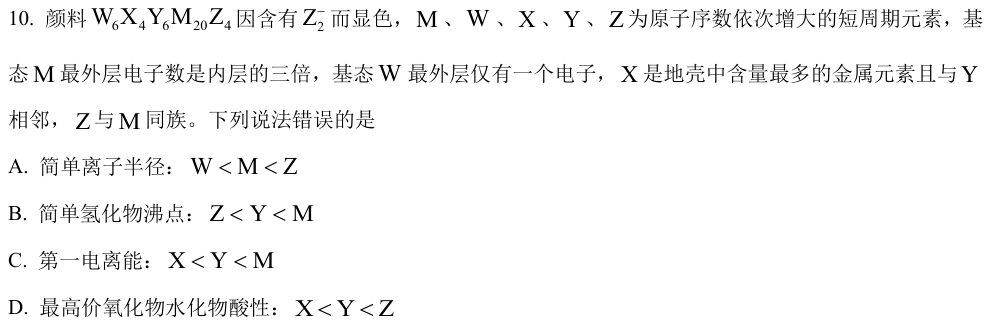 10. 颜料 W₆X₄Y₆M₂₀Z₄ 因含有 Z₂⁻ 而显色，M 、W 、X 、Y 、Z 为原子序数依次增大的短周期元素，基
态 M 最外层电子数是内层的三倍，基态 W 最外层仅有一个电子， X 是地壳中含量最多的金属元素且与 Y
相邻， Z 与 M 同族。下列说法错误的是
A. 简单离子半径： W < M < Z
B. 简单氢化物沸点： Z < Y < M
C. 第一电离能： X < Y < M
D. 最高价氧化物水化物酸性： X < Y < Z